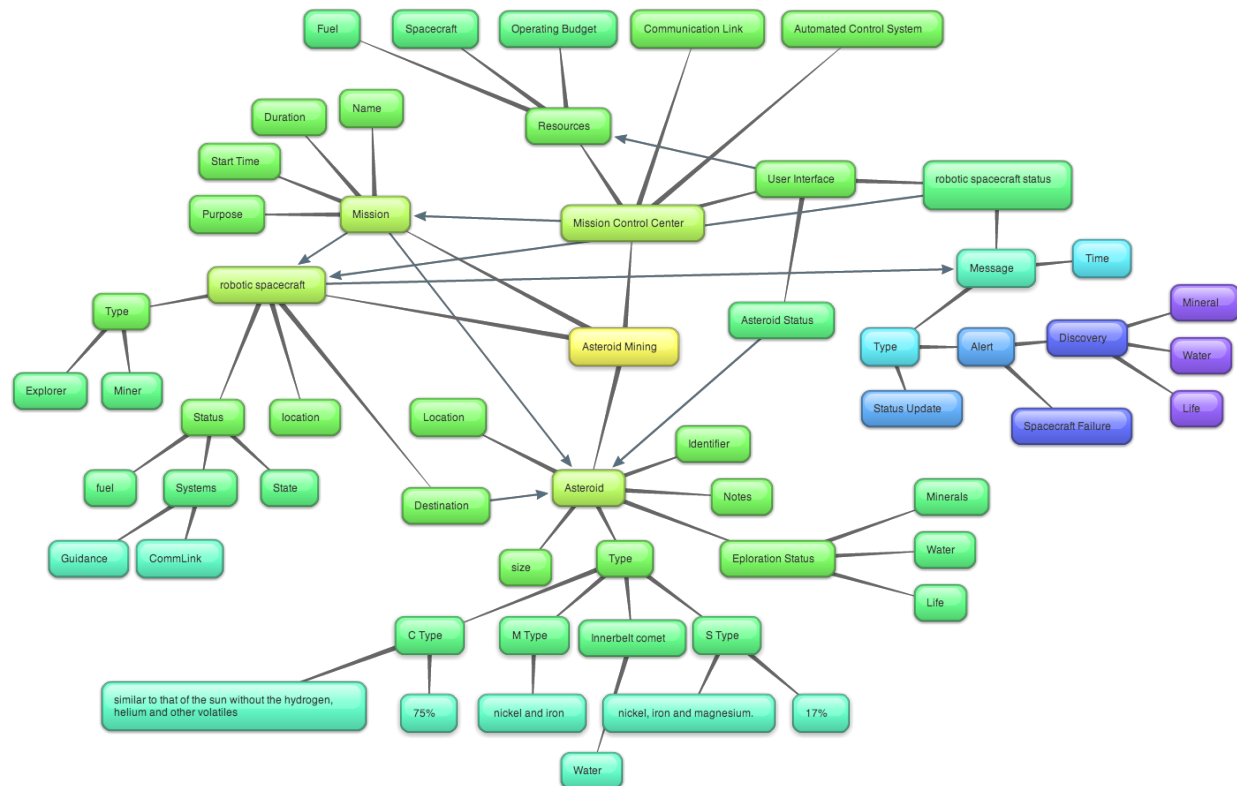 Fuel
Spacecraft
Operating Budget
Communication Link
Automated Control System
Name
Duration
Resources
Start Time
User Interface
robotic spacecraft status
Purpose
Mission
Mission Control Center
Message
Time
robotic spacecraft
Type
Asteroid Status
Mineral
Asteroid Mining
Type
Alert
Discovery
Water
Explorer
Miner
Status
location
Location
Status Update
Spacecraft Failure
Life
Identifier
fuel
Systems
State
Destination
Asteroid
Notes
Minerals
Guidance
CommLink
size
Type
Eploration Status
Water
Life
C Type
M Type
Innerbelt comet
S Type
similar to that of the sun without the hydrogen,
helium and other volatiles
75%
nickel and iron
nickel, iron and magnesium.
17%
Water